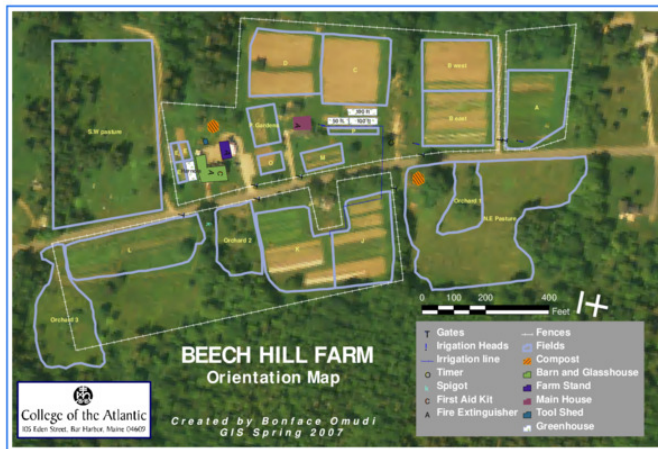 D
C
B west
B east
A
S.W pasture
Gardens
F
O
M
Orchard 1
N.E Pasture
Orchard 2
L
K
J
Orchard 3
0 100 200 400
Feet
Gates
Irigation Heads
Irrigation line
Timer
Spigot
First Aid Kit
Fire Extinguisher
Fences
Fields
Compost
Barn and Glasshouse
Farm Stand
Main House
Tool Shed
Greenhouse
BEECH HILL FARM
Orientation Map
Created by Bonface Omudi
GIS Spring 2007
College of the Atlantic
105 Eden Street, Bar Harbor, Maine 04609